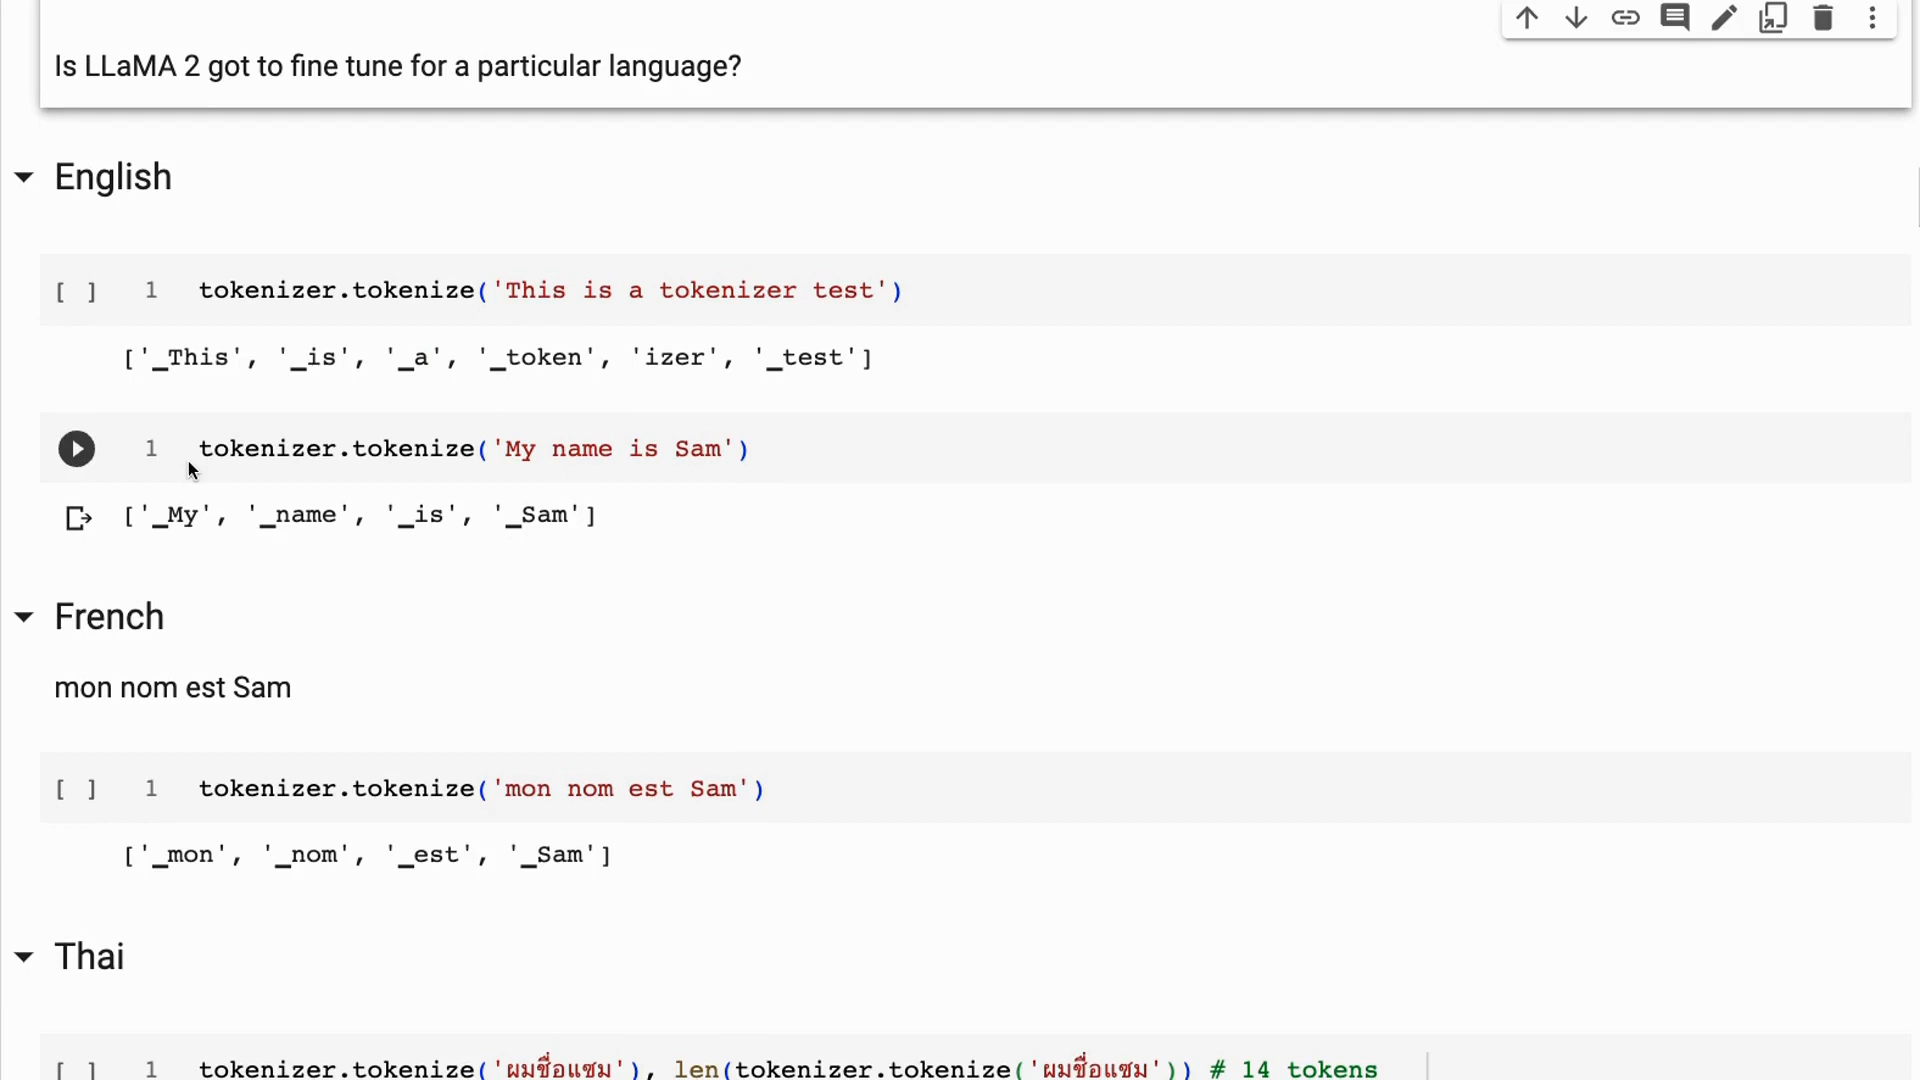 Is LLaMA 2 got to fine tune for a particular language?
English
[ ] 1 tokenizer.tokenize('This is a tokenizer test')
['_This', '_is', '_a', '_token', 'izer', '_test']
1 tokenizer.tokenize('My name is Sam')
['_My', '_name', '_is', '_Sam']
French
mon nom est Sam
[ ] 1 tokenizer.tokenize('mon nom est Sam')
['_mon', '_nom', '_est', '_Sam']
Thai
[ ] 1 tokenizer.tokenize('ผมชื่อแซม'), len(tokenizer.tokenize('ผมชื่อแซม')) # 14 tokens